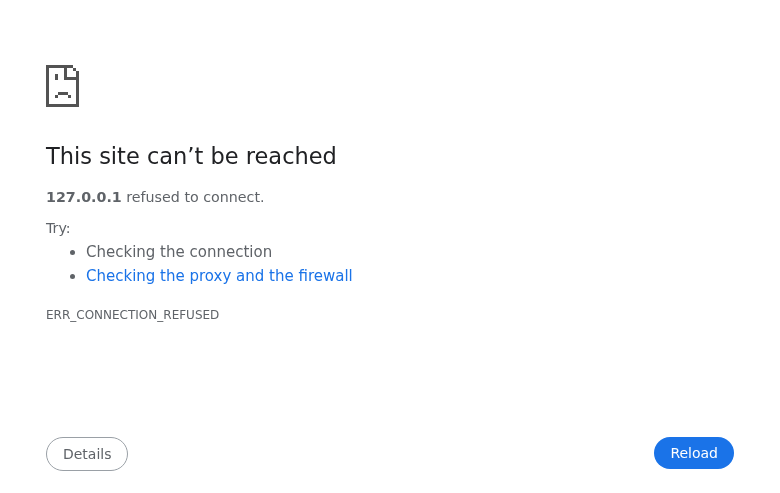 This site can’t be reached
127.0.0.1 refused to connect.
Try:
Checking the connection
Checking the proxy and the firewall
ERR_CONNECTION_REFUSED
Details
Reload